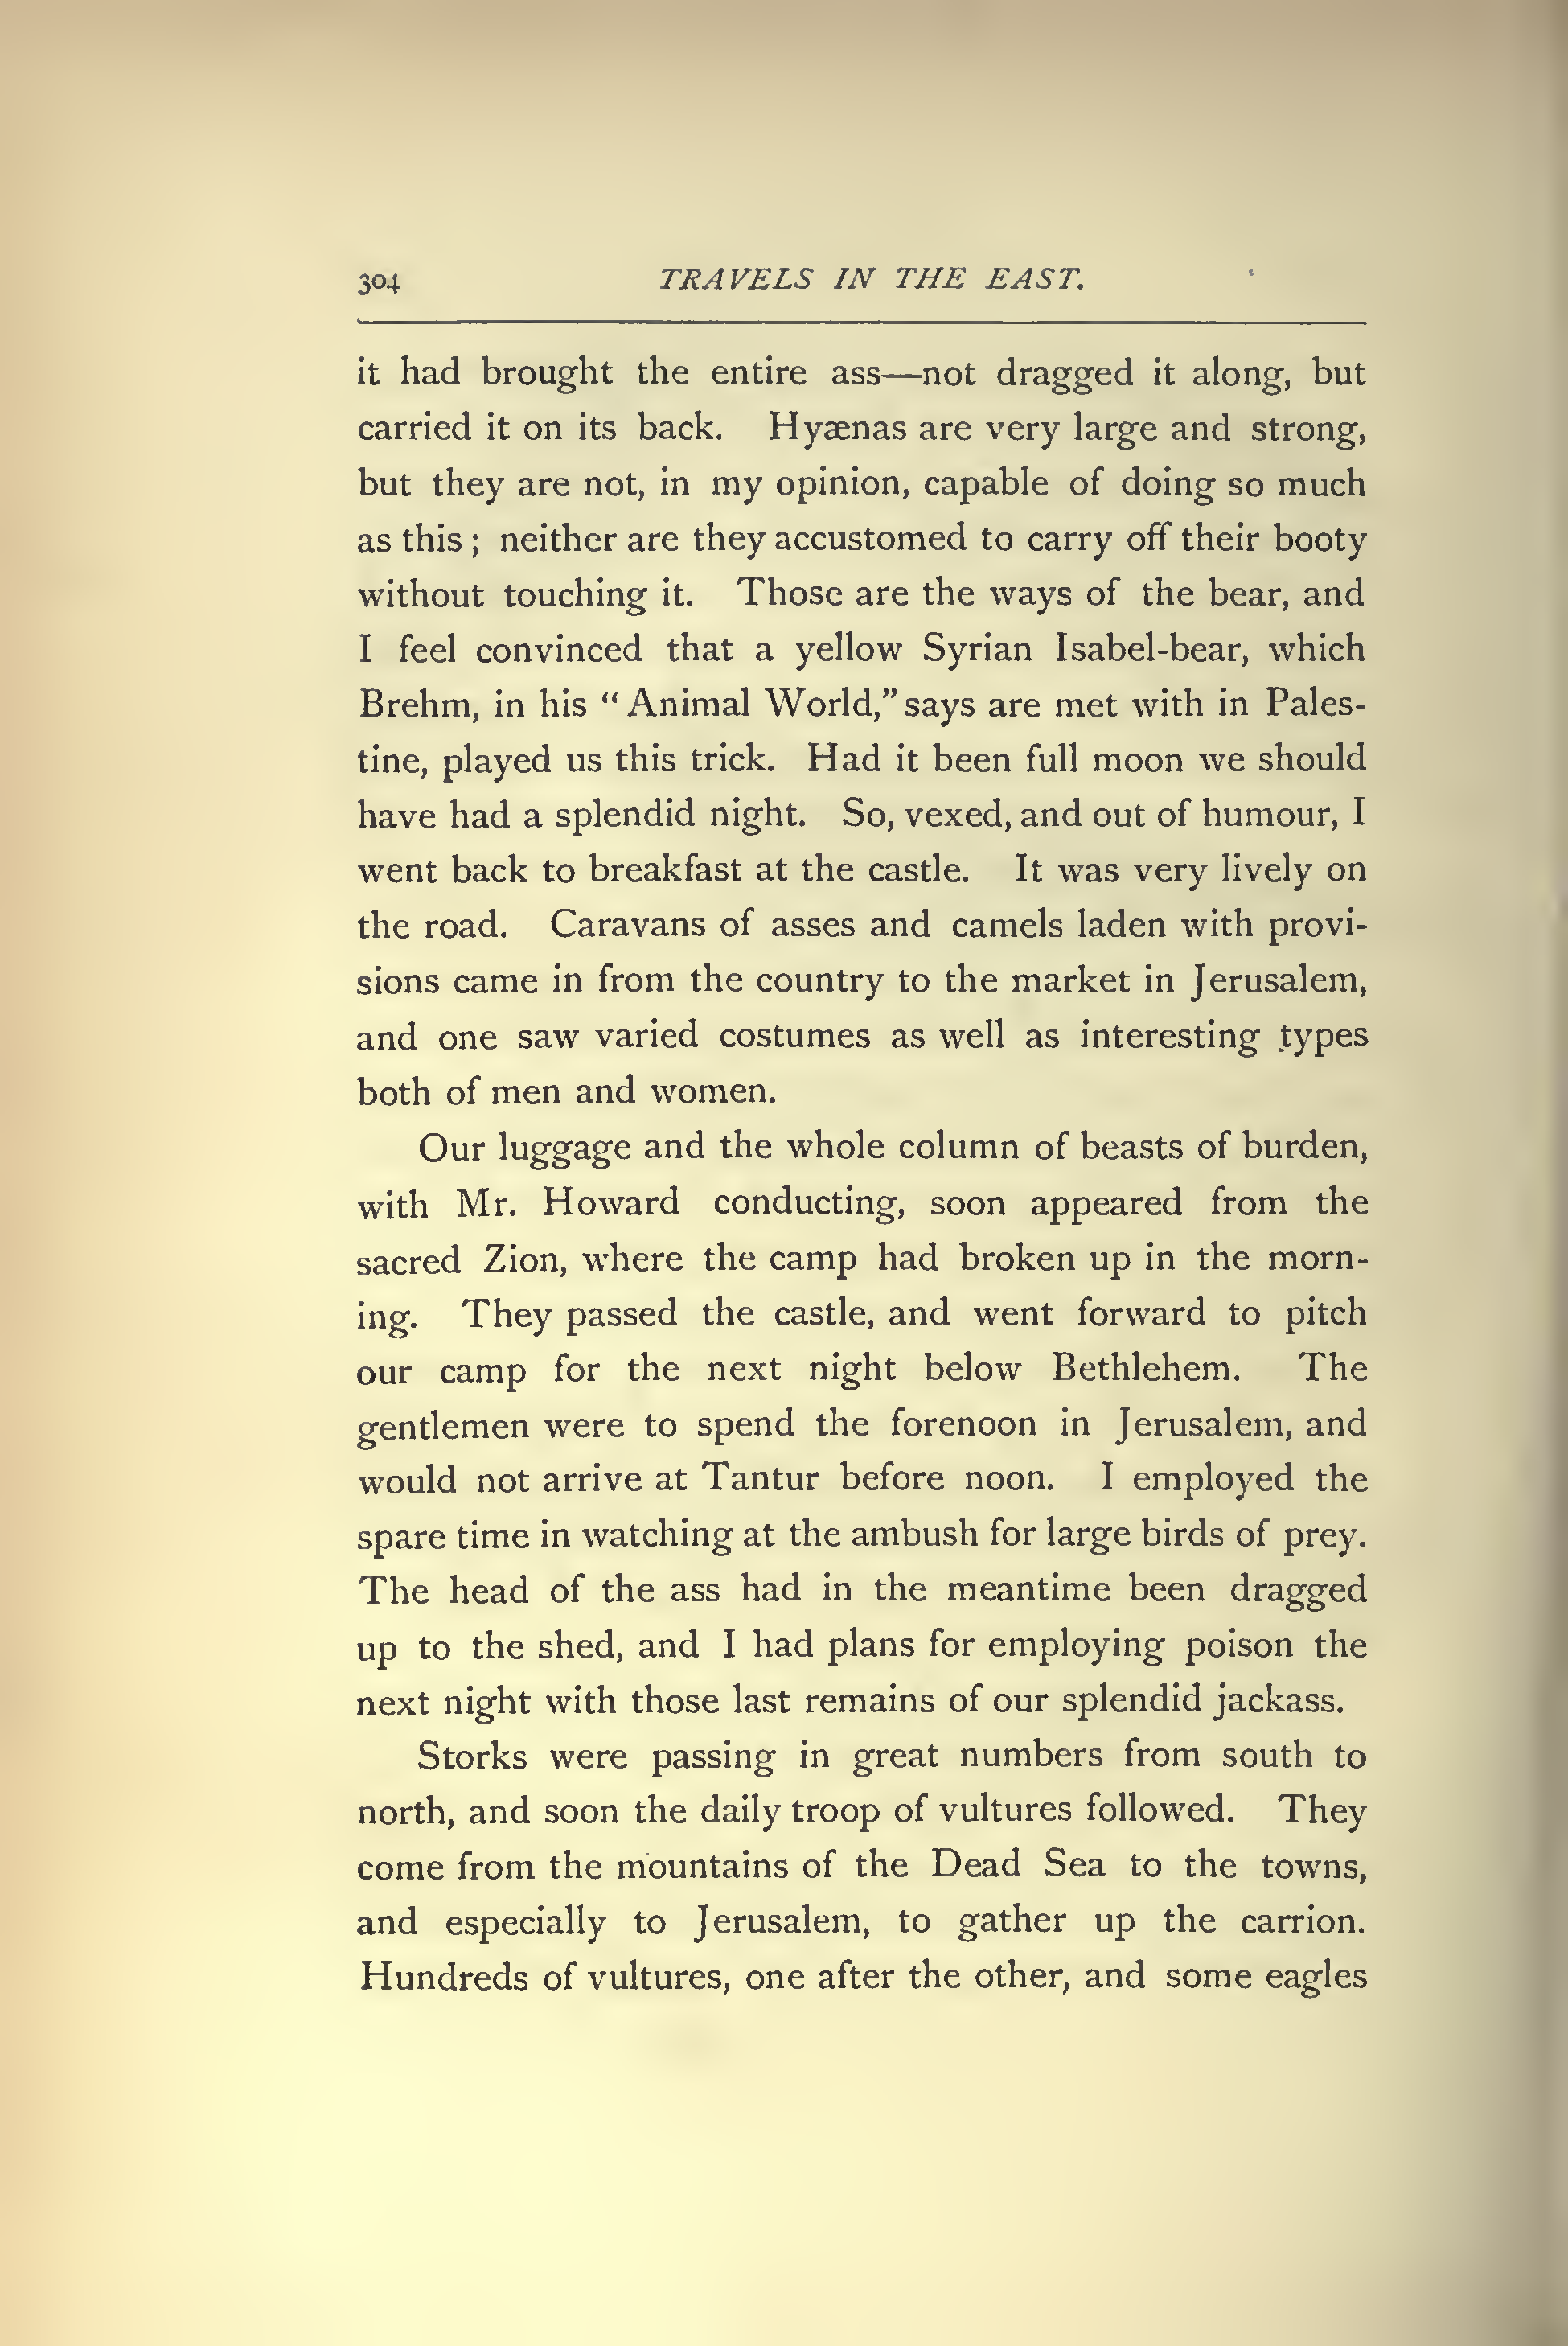 304 TRAVELS IN THE EAST.
it had brought the entire ass—not dragged it along, but
carried it on its back. Hyænas are very large and strong,
but they are not, in my opinion, capable of doing so much
as this ; neither are they accustomed to carry off their booty
without touching it. Those are the ways of the bear, and
I feel convinced that a yellow Syrian Isabel-bear, which
Brehm, in his “Animal World,” says are met with in Pales-
tine, played us this trick. Had it been full moon we should
have had a splendid night. So, vexed, and out of humour, I
went back to breakfast at the castle. It was very lively on
the road. Caravans of asses and camels laden with provi-
sions came in from the country to the market in Jerusalem,
and one saw varied costumes as well as interesting types
both of men and women.
Our luggage and the whole column of beasts of burden,
with Mr. Howard conducting, soon appeared from the
sacred Zion, where the camp had broken up in the morn-
ing. They passed the castle, and went forward to pitch
our camp for the next night below Bethlehem. The
gentlemen were to spend the forenoon in Jerusalem, and
would not arrive at Tantur before noon. I employed the
spare time in watching at the ambush for large birds of prey.
The head of the ass had in the meantime been dragged
up to the shed, and I had plans for employing poison the
next night with those last remains of our splendid jackass.
Storks were passing in great numbers from south to
north, and soon the daily troop of vultures followed. They
come from the mountains of the Dead Sea to the towns,
and especially to Jerusalem, to gather up the carrion.
Hundreds of vultures, one after the other, and some eagles